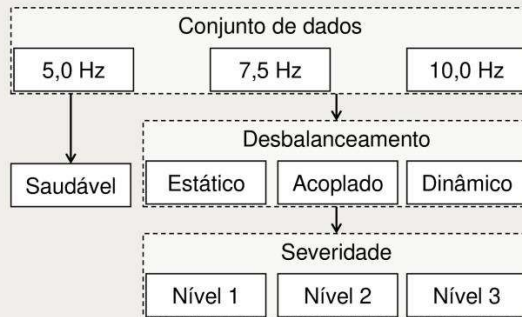 Conjunto de dados
5,0 Hz
7,5 Hz
10,0 Hz
Desbalanceamento
Saudável
Estático
Acoplado
Dinâmico
Severidade
Nível 1
Nível 2
Nível 3